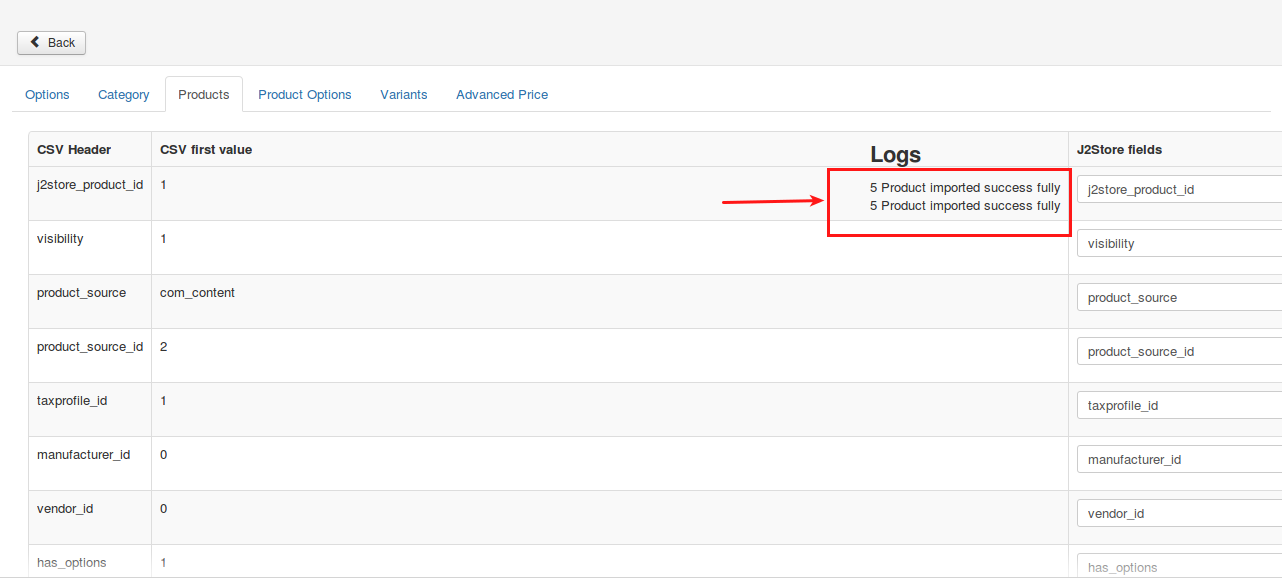 Back
Options Category Products Product Options Variants Advanced Price
CSV Header CSV first value Logs J2Store fields
j2store_product_id 1 5 Product imported success fully j2store_product_id
5 Product imported success fully
visibility 1 visibility
product_source com_content product_source
product_source_id 2 product_source_id
taxprofile_id 1 taxprofile_id
manufacturer_id 0 manufacturer_id
vendor_id 0 vendor_id
has_options 1 has_options